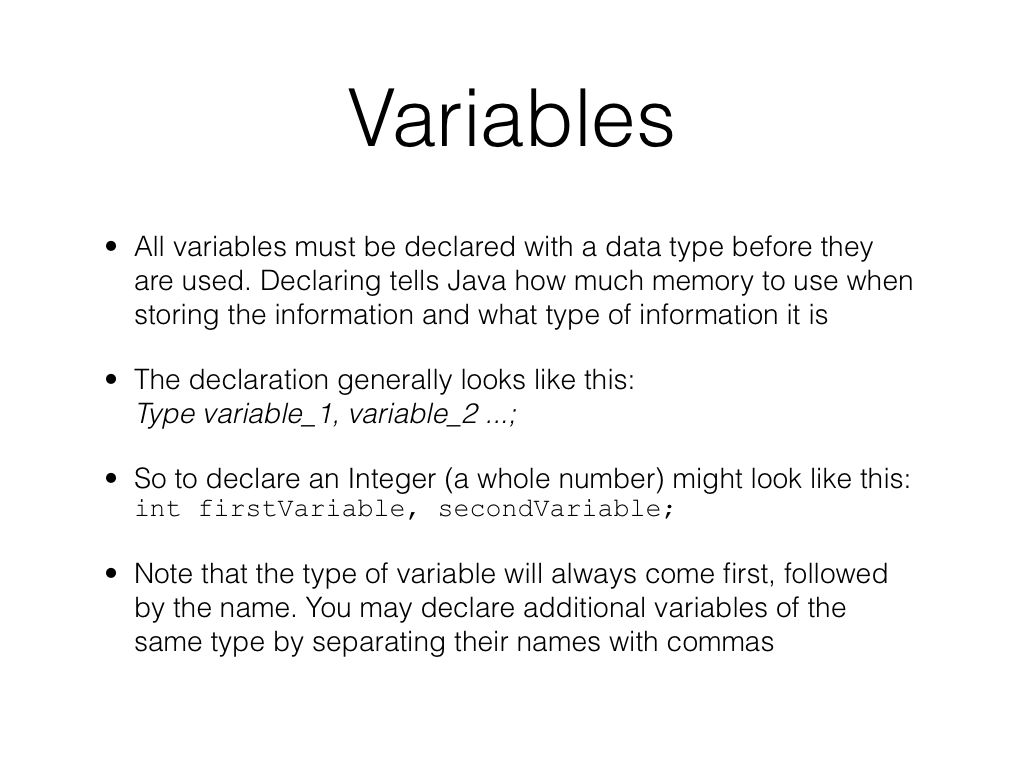 Variables
• All variables must be declared with a data type before they
are used. Declaring tells Java how much memory to use when
storing the information and what type of information it is
• The declaration generally looks like this:
Type variable_1, variable_2 ...;
• So to declare an Integer (a whole number) might look like this:
int firstVariable, secondVariable;
• Note that the type of variable will always come first, followed
by the name. You may declare additional variables of the
same type by separating their names with commas